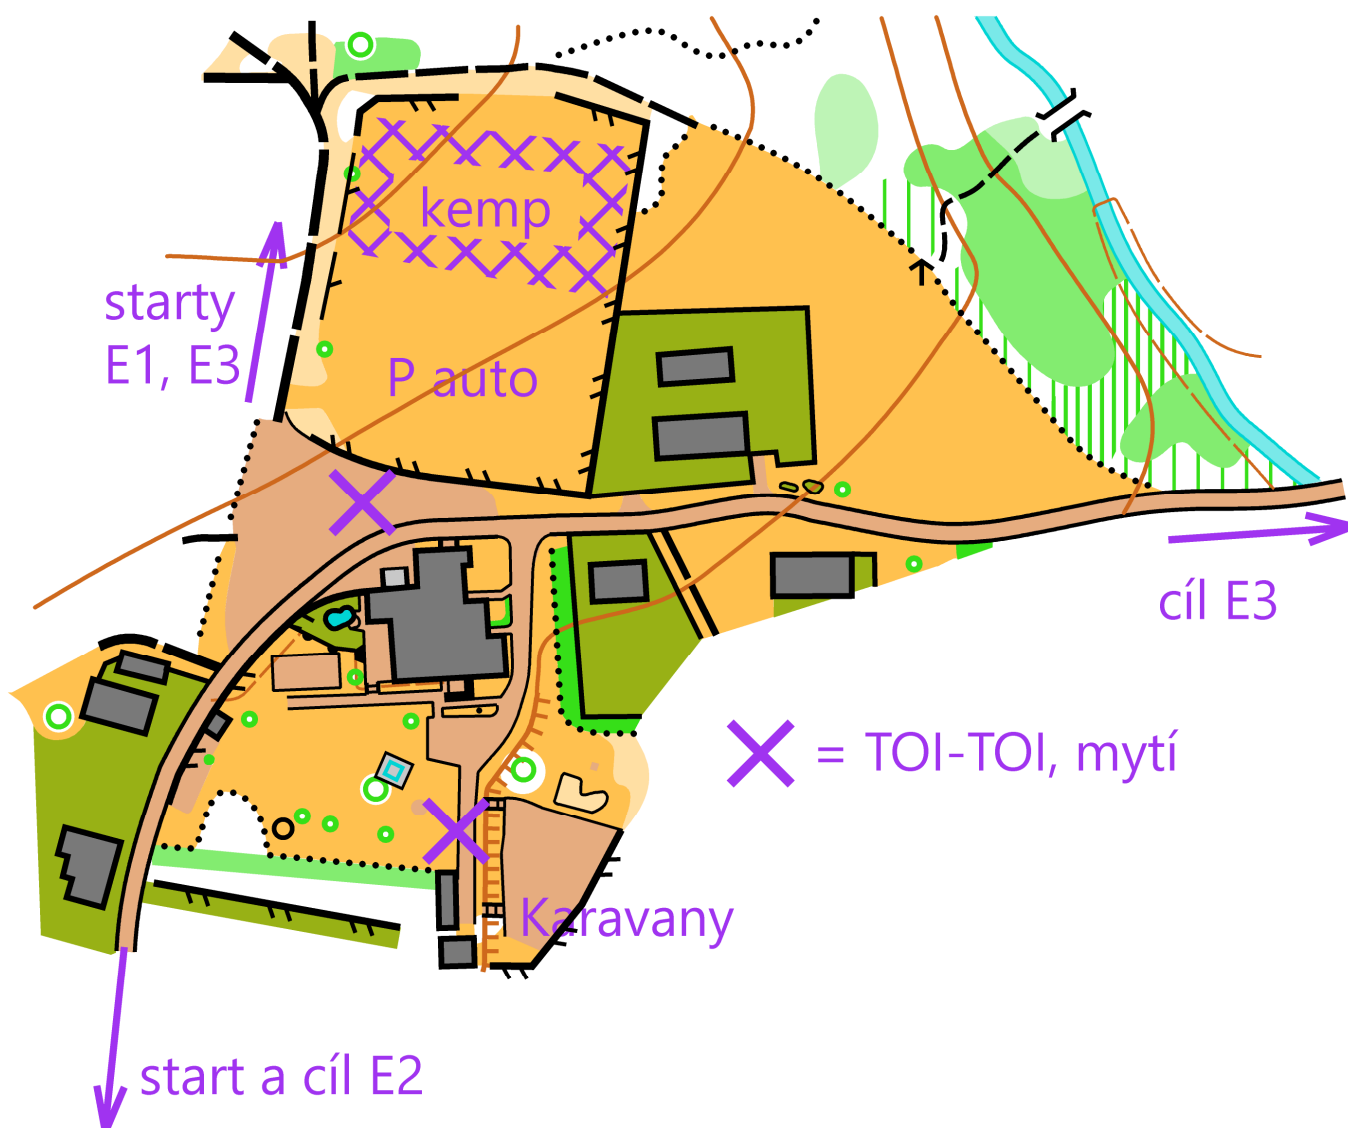 kemp
starty
E1, E3
P auto
cíl E3
= TOI-TOI, mytí
Karavany
start a cíl E2